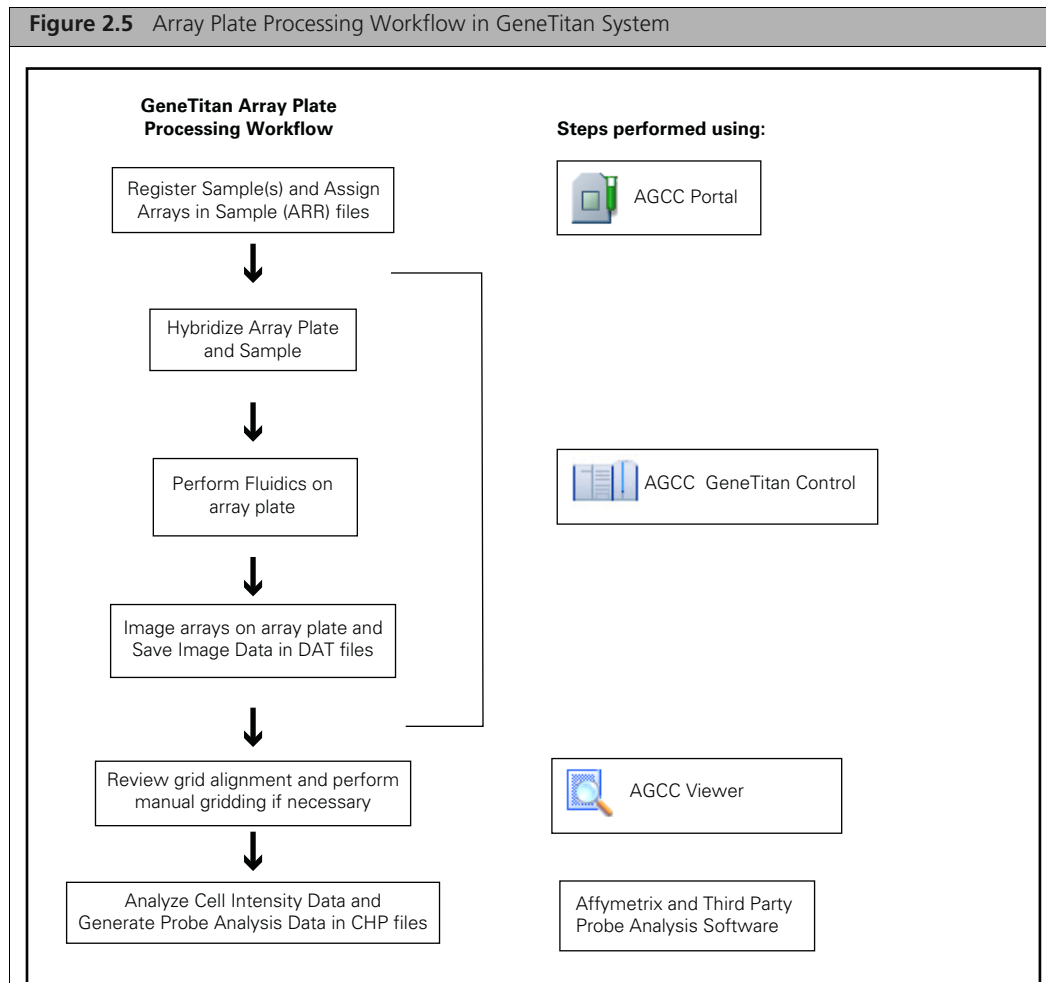 Figure 2.5 Array Plate Processing Workflow in GeneTitan System
GeneTitan Array Plate
Processing Workflow
Steps performed using:
Register Sample(s) and Assign
Arrays in Sample (ARR) files
AGCC Portal
Hybridize Array Plate
and Sample
Perform Fluidics on
array plate
AGCC GeneTitan Control
Image arrays on array plate and
Save Image Data in DAT files
Review grid alignment and perform
manual gridding if necessary
AGCC Viewer
Analyze Cell Intensity Data and
Generate Probe Analysis Data in CHP files
Affymetrix and Third Party
Probe Analysis Software